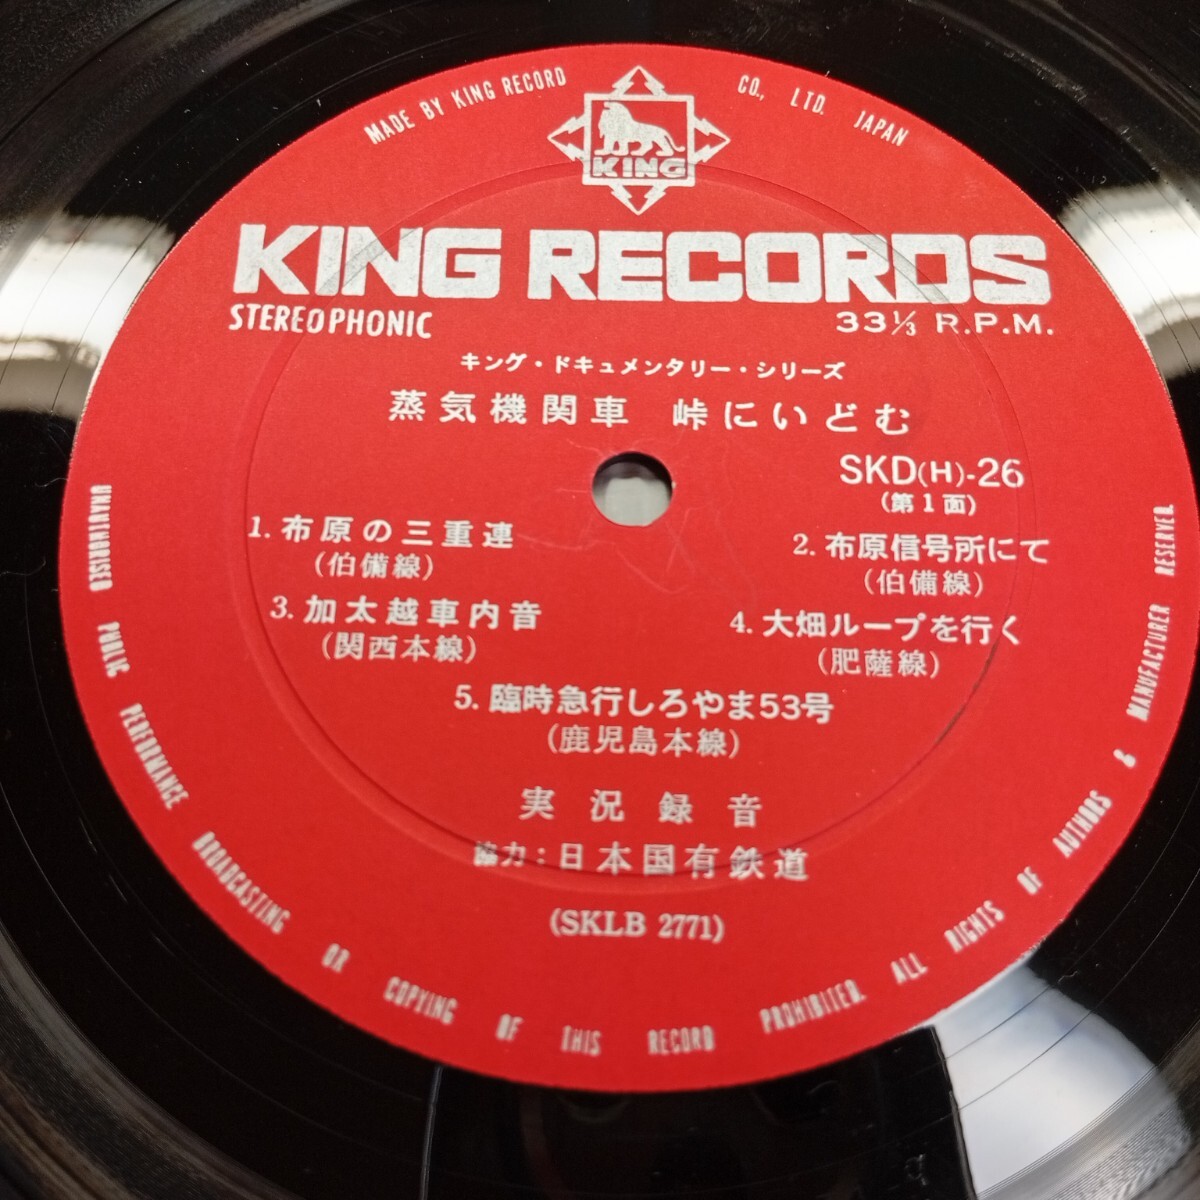 MADE BY KING RECORD CO., LTD. JAPAN
KING
KING RECORDS
STEREOPHONIC
33⅓ R.P.M.
キング・ドキュメンタリー・シリーズ
蒸気機関車 峠にいどむ
SKD(H)-26
(第1面)
1. 布原の三重連
(伯備線)
2. 布原信号所にて
(伯備線)
3. 加太越車内音
(関西本線)
4. 大畑ループを行く
(肥薩線)
5. 臨時急行しろやま53号
(鹿児島本線)
実況録音
協力：日本国有鉄道
(SKLB 2771)
UNAUTHORISED PUBLIC PERFORMANCE BROADCASTING OR COPYING OF THIS RECORD PROHIBITED. ALL RIGHTS OF AUTHORS & MANUFACTURER RESERVED.